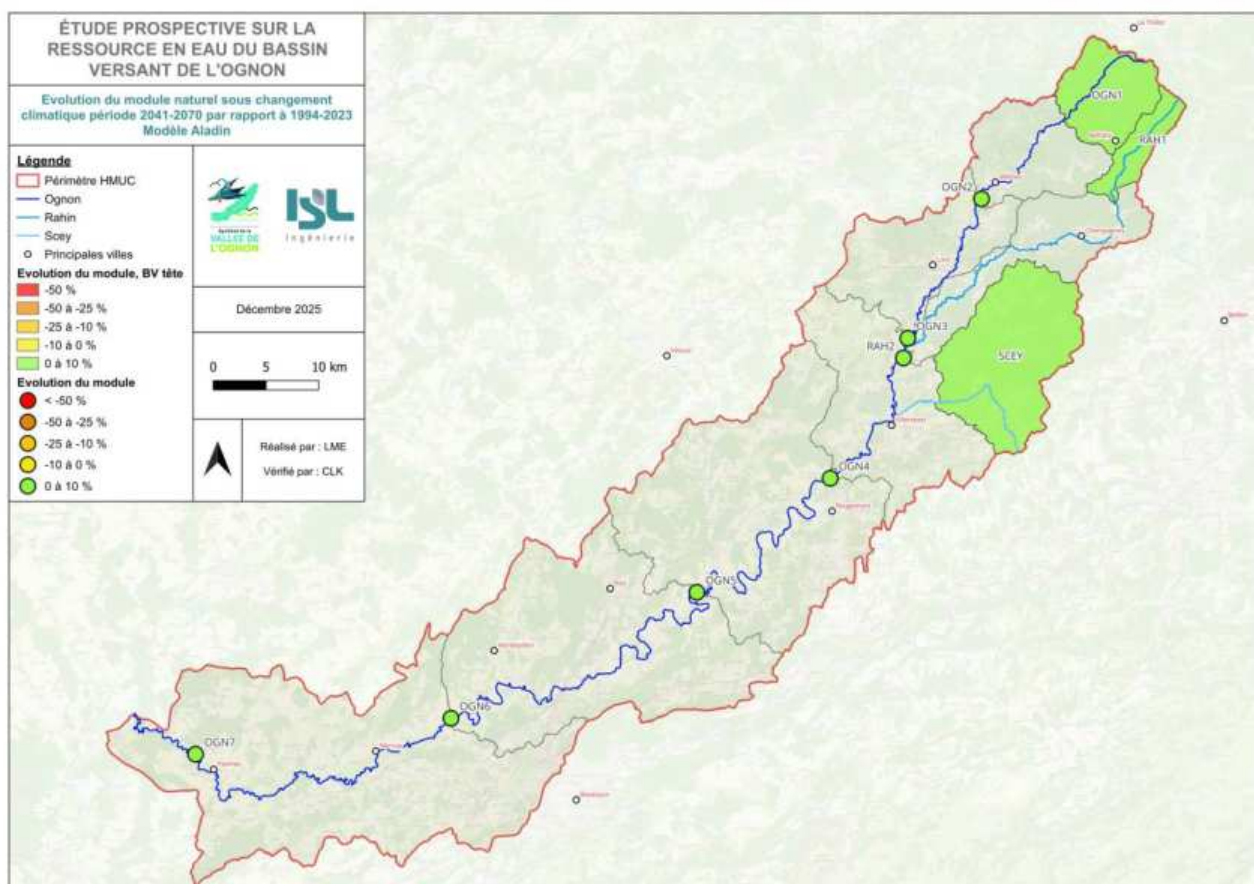 ÉTUDE PROSPECTIVE SUR LA
RESSOURCE EN EAU DU BASSIN
VERSANT DE L'OGNON
Evolution du module naturel sous changement
climatique période 2041-2070 par rapport à 1994-2023
Modèle Aladin
Légende
Périmètre HMUC
Ognon
Rahin
Scey
Principales villes
Evolution du module, BV tête
-50 %
-50 à -25 %
-25 à -10 %
-10 à 0 %
0 à 10 %
Evolution du module
< -50 %
-50 à -25 %
-25 à -10 %
-10 à 0 %
0 à 10 %
VALLÉE DE
L'OGNON
ISL
Ingénierie
Décembre 2025
0 5 10 km
Réalisé par : LME
Vérifié par : CLK
OGN1
RAH1
OGN2
OGN3
RAH2
SCEY
OGN4
OGN5
OGN6
OGN7